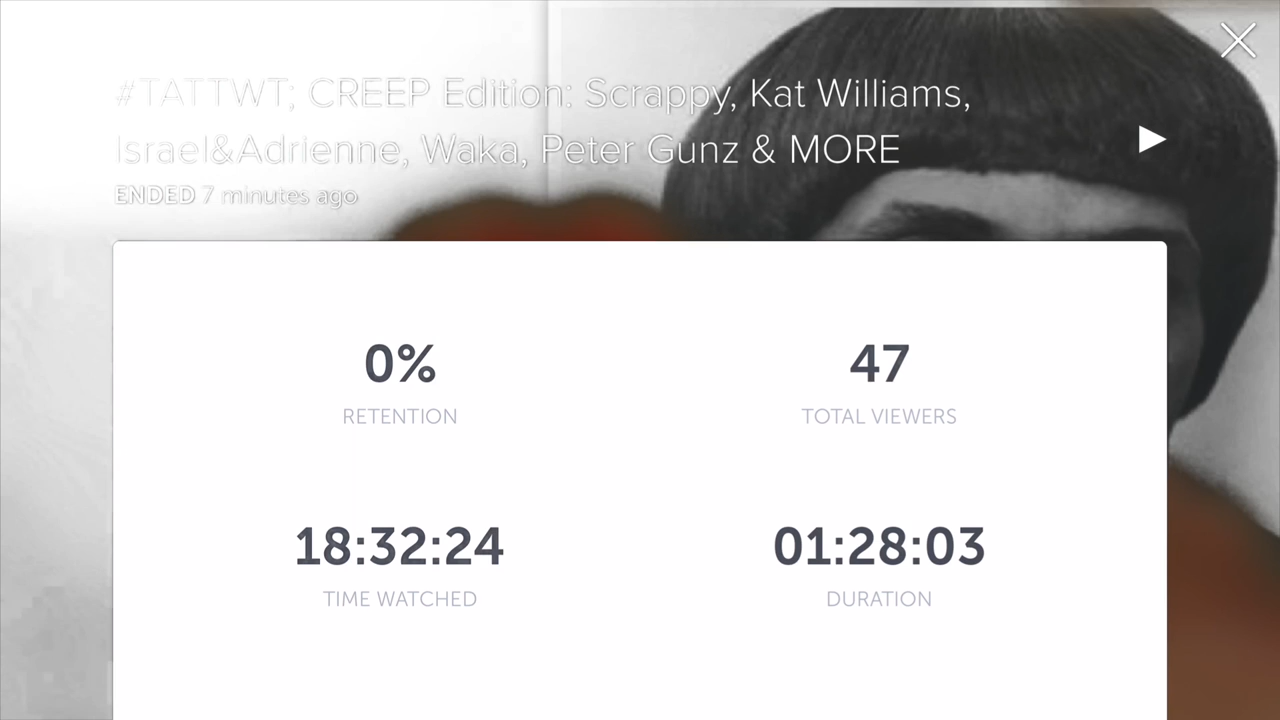 #TATTWT; CREEP Edition: Scrappy, Kat Williams,
Israel&Adrienne, Waka, Peter Gunz & MORE
ENDED 7 minutes ago
0%
47
RETENTION
TOTAL VIEWERS
18:32:24
01:28:03
TIME WATCHED
DURATION